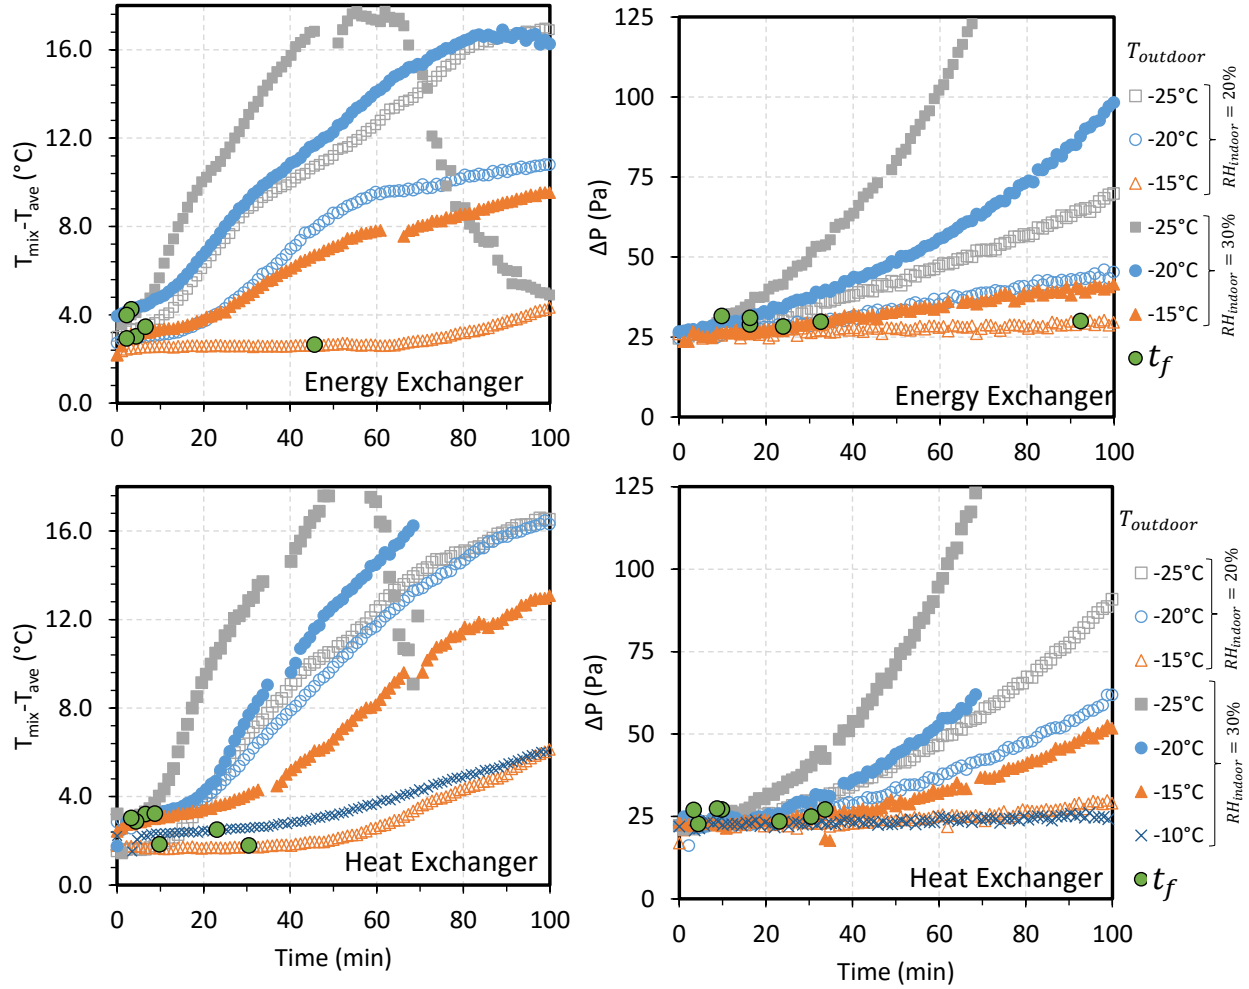 16.0
12.0
8.0
4.0
0.0
T_mix-T_ave (°C)
0 20 40 60 80 100
Energy Exchanger
125
100
75
50
25
0
ΔP (Pa)
0 20 40 60 80 100
Energy Exchanger
T_outdoor
-25°C
-20°C
-15°C
RH_indoor = 20%
-25°C
-20°C
-15°C
RH_indoor = 30%
t_f
16.0
12.0
8.0
4.0
0.0
T_mix-T_ave (°C)
0 20 40 60 80 100
Time (min)
Heat Exchanger
125
100
75
50
25
0
ΔP (Pa)
0 20 40 60 80 100
Time (min)
Heat Exchanger
T_outdoor
-25°C
-20°C
-15°C
RH_indoor = 20%
-25°C
-20°C
-15°C
-10°C
RH_indoor = 30%
t_f